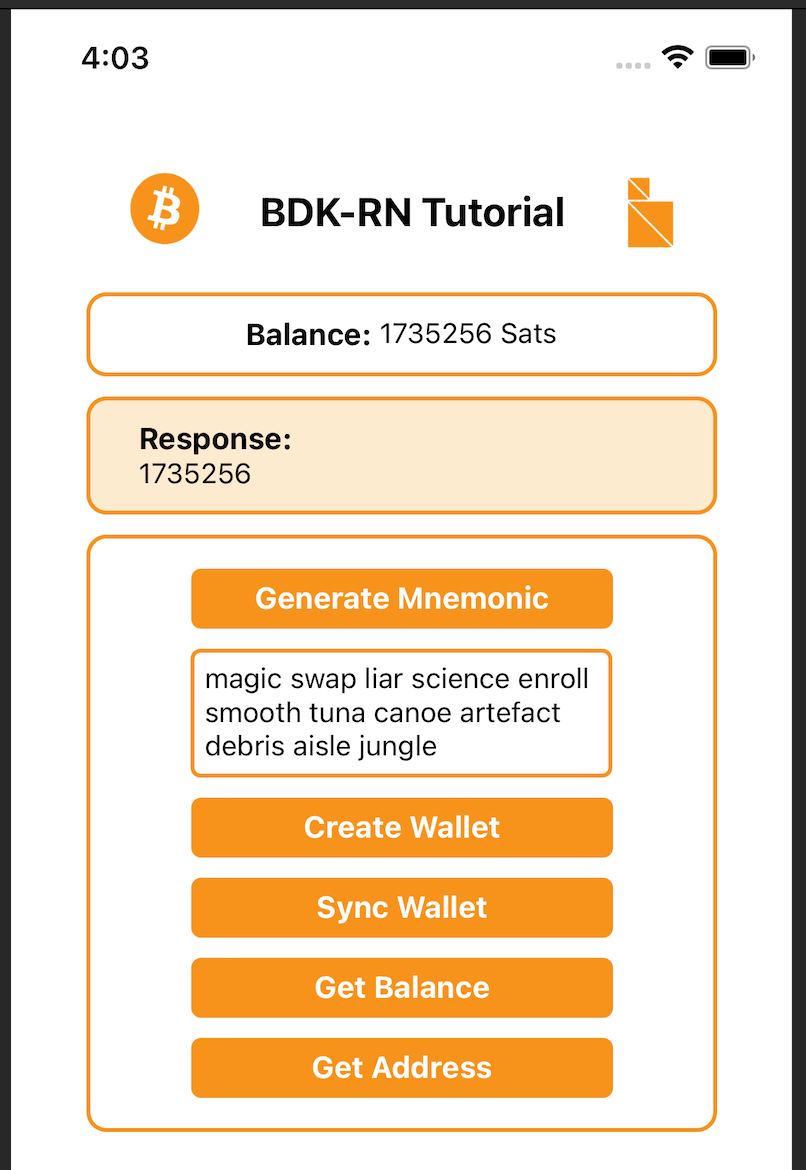 4:03
BDK-RN Tutorial
Balance: 1735256 Sats
Response:
1735256
Generate Mnemonic
magic swap liar science enroll
smooth tuna canoe artefact
debris aisle jungle
Create Wallet
Sync Wallet
Get Balance
Get Address